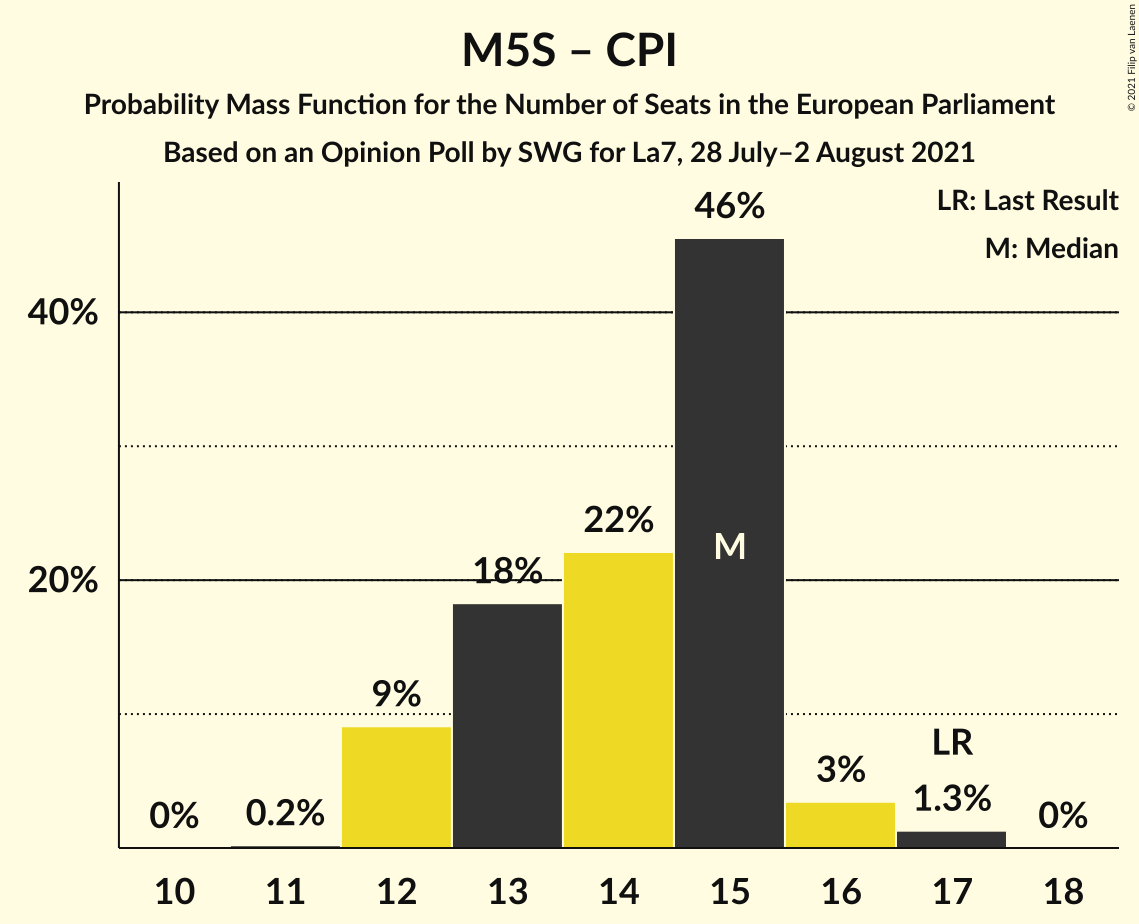 M5S – CPI
Probability Mass Function for the Number of Seats in the European Parliament
Based on an Opinion Poll by SWG for La7, 28 July–2 August 2021
© 2021 Filip van Laenen
LR: Last Result
M: Median
46%
40%
22%
M
18%
20%
9%
LR
3%
1.3%
0%
0.2%
0%
10 11 12 13 14 15 16 17 18